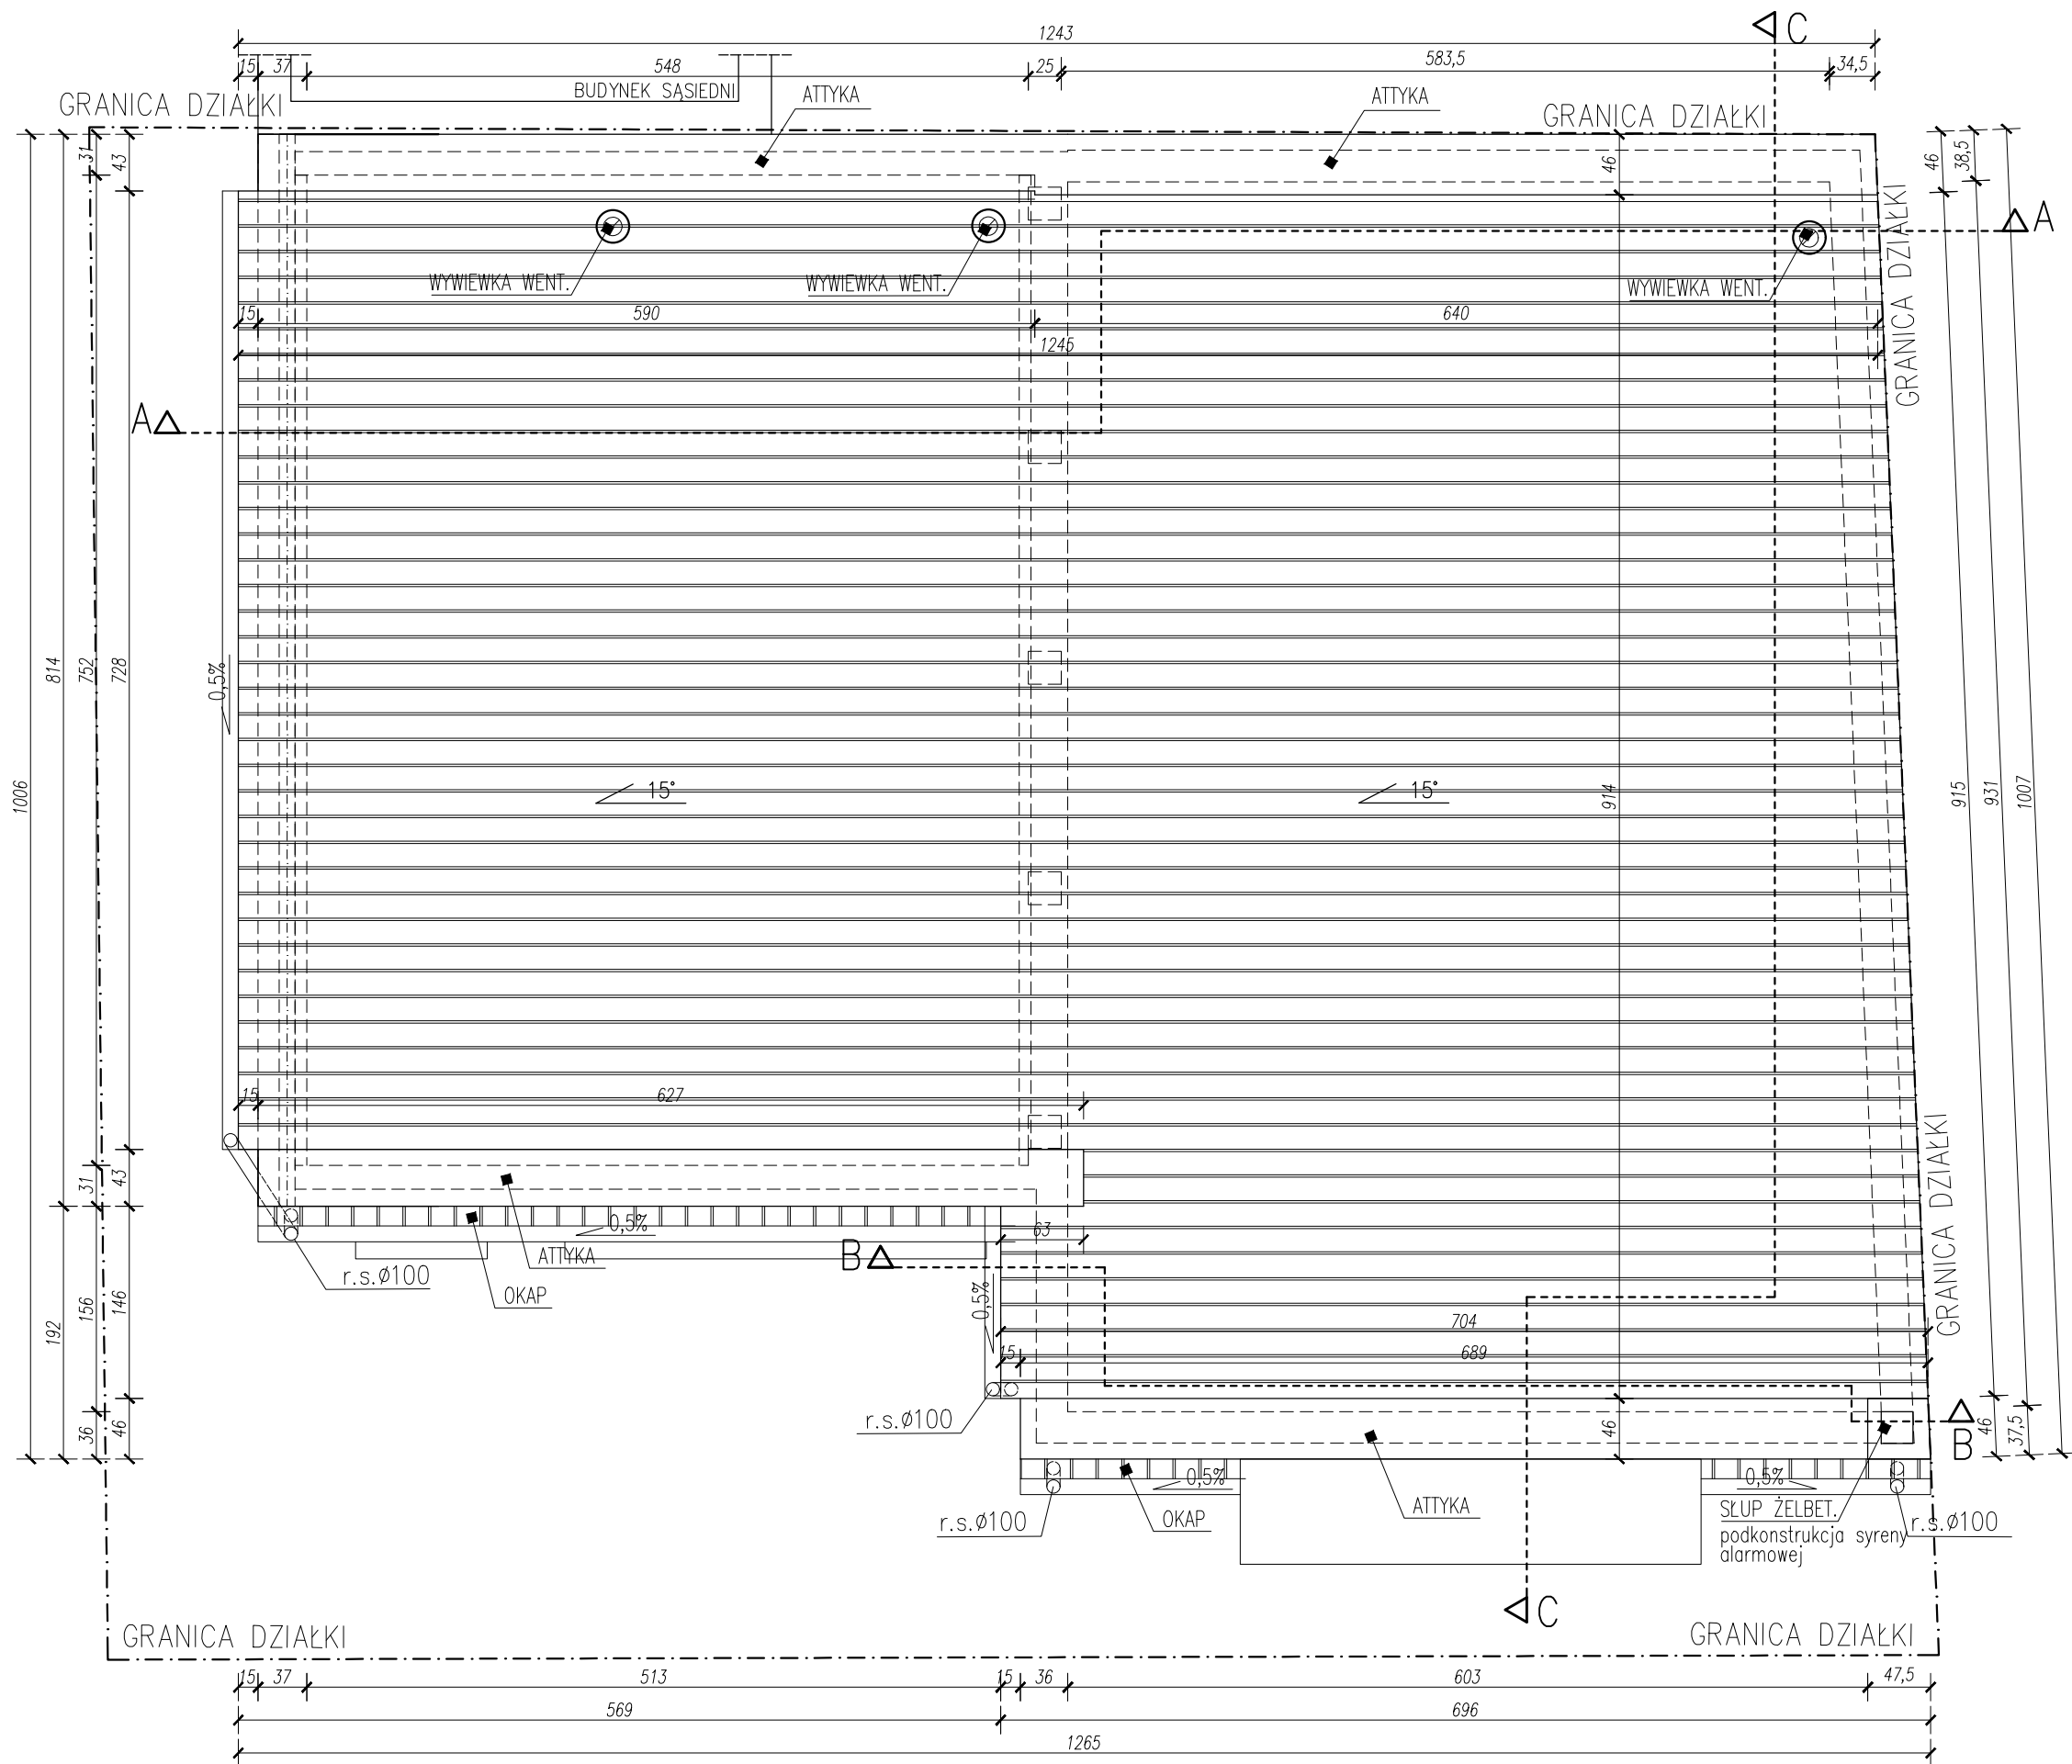 1243
C
15
37
548
25
583,5
34,5
BUDYNEK SĄSIEDNI
GRANICA DZIAŁKI
ATTYKA
ATTYKA
GRANICA DZIAŁKI
31
43
46
46
38,5
A
GRANICA DZIAŁKI
WYWIEWKA WENT.
WYWIEWKA WENT.
WYWIEWKA WENT.
15
590
640
1245
A
1006
814
752
728
0,5%
15°
15°
914
915
931
1007
15
627
31
43
GRANICA DZIAŁKI
0,5%
63
ATTYKA
B
r.s.Ø100
OKAP
0,5%
192
156
146
704
15
689
r.s.Ø100
36
46
46
46
37,5
B
0,5%
0,5%
ATTYKA
OKAP
r.s.Ø100
SŁUP ŻELBET.
podkonstrukcja syreny
alarmowej
r.s.Ø100
C
GRANICA DZIAŁKI
GRANICA DZIAŁKI
15
37
513
15
36
603
47,5
569
696
1265